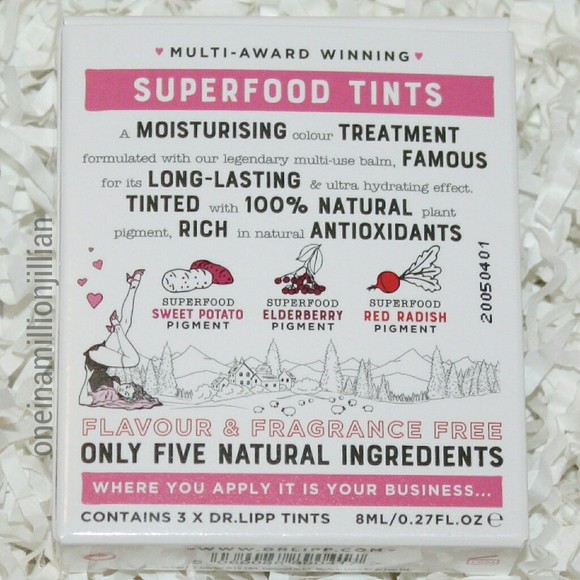 ♥ MULTI-AWARD WINNING ♥
SUPERFOOD TINTS
A MOISTURISING colour TREATMENT
formulated with our legendary multi-use balm, FAMOUS
for its LONG-LASTING & ultra hydrating effect.
TINTED with 100% NATURAL plant
pigment, RICH in natural ANTIOXIDANTS
SUPERFOOD
SWEET POTATO
PIGMENT
SUPERFOOD
ELDERBERRY
PIGMENT
SUPERFOOD
RED RADISH
PIGMENT
20050401
FLAVOUR & FRAGRANCE FREE
ONLY FIVE NATURAL INGREDIENTS
WHERE YOU APPLY IT IS YOUR BUSINESS...
CONTAINS 3 X DR.LIPP TINTS 8ML/0.27FL.OZ ℮
♥ WWW.DRLIPP.COM ♥
oneinamillionjillian